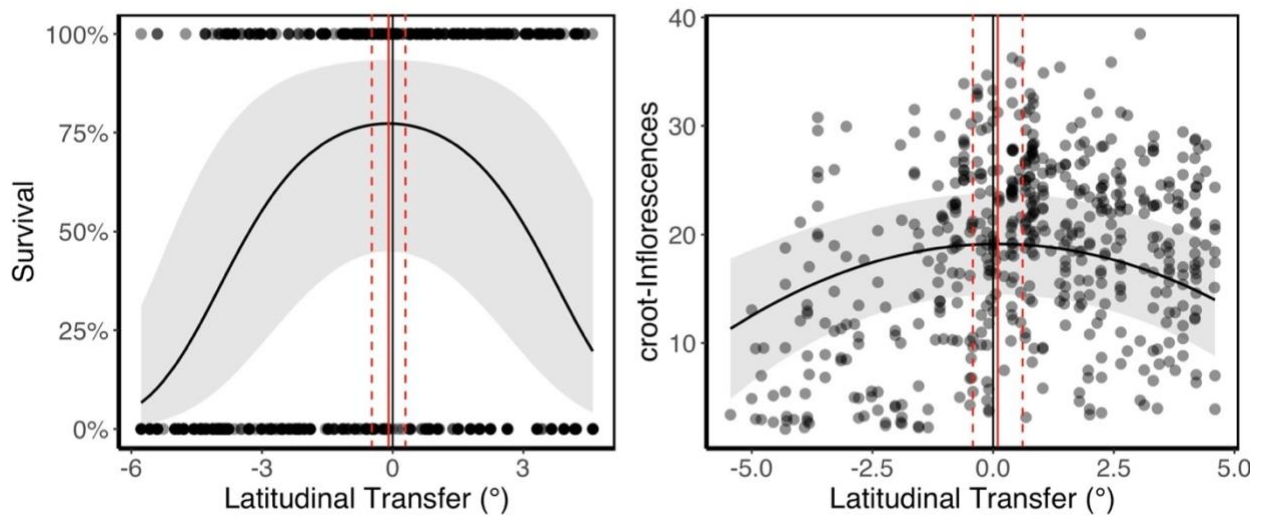 Survival
100%
75%
50%
25%
0%
-6 -3 0 3
Latitudinal Transfer (°)
croot-Inflorescences
40
30
20
10
-5.0 -2.5 0.0 2.5 5.0
Latitudinal Transfer (°)